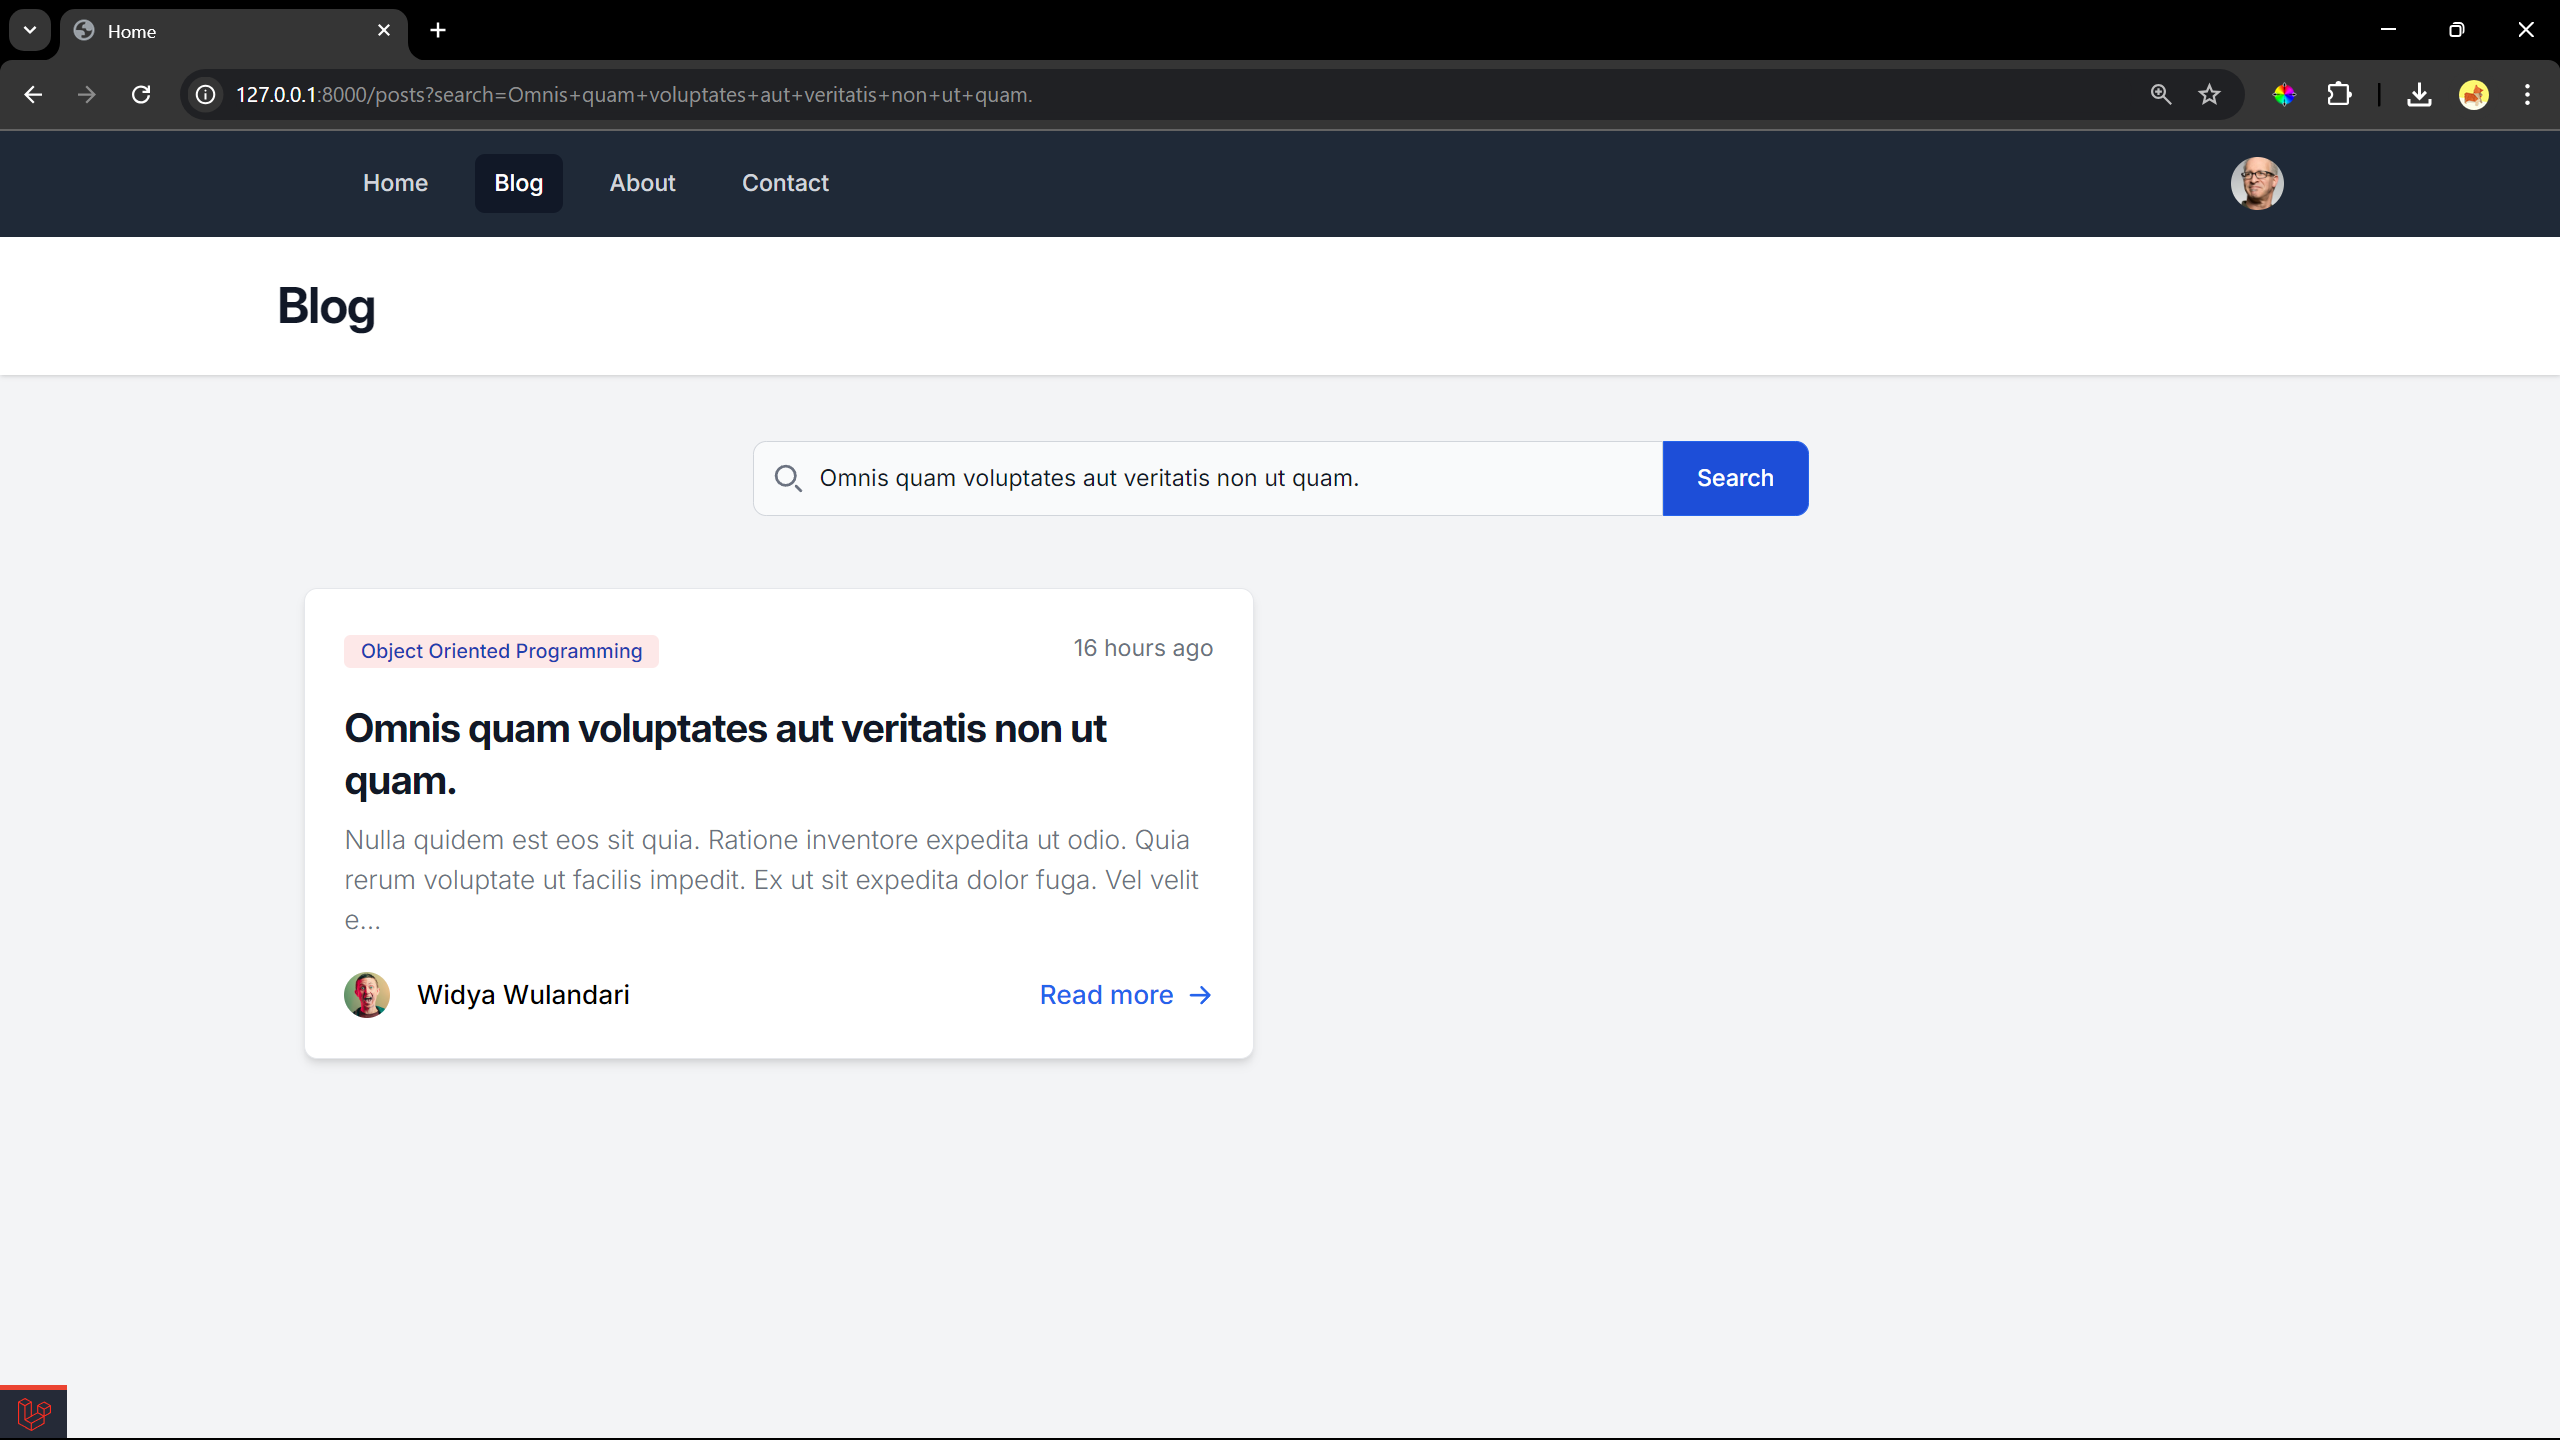 Home
127.0.0.1:8000/posts?search=Omnis+quam+voluptates+aut+veritatis+non+ut+quam.
Home Blog About Contact
Blog
Omnis quam voluptates aut veritatis non ut quam. Search
Object Oriented Programming 16 hours ago
Omnis quam voluptates aut veritatis non ut
quam.
Nulla quidem est eos sit quia. Ratione inventore expedita ut odio. Quia
rerum voluptate ut facilis impedit. Ex ut sit expedita dolor fuga. Vel velit
e...
Widya Wulandari Read more